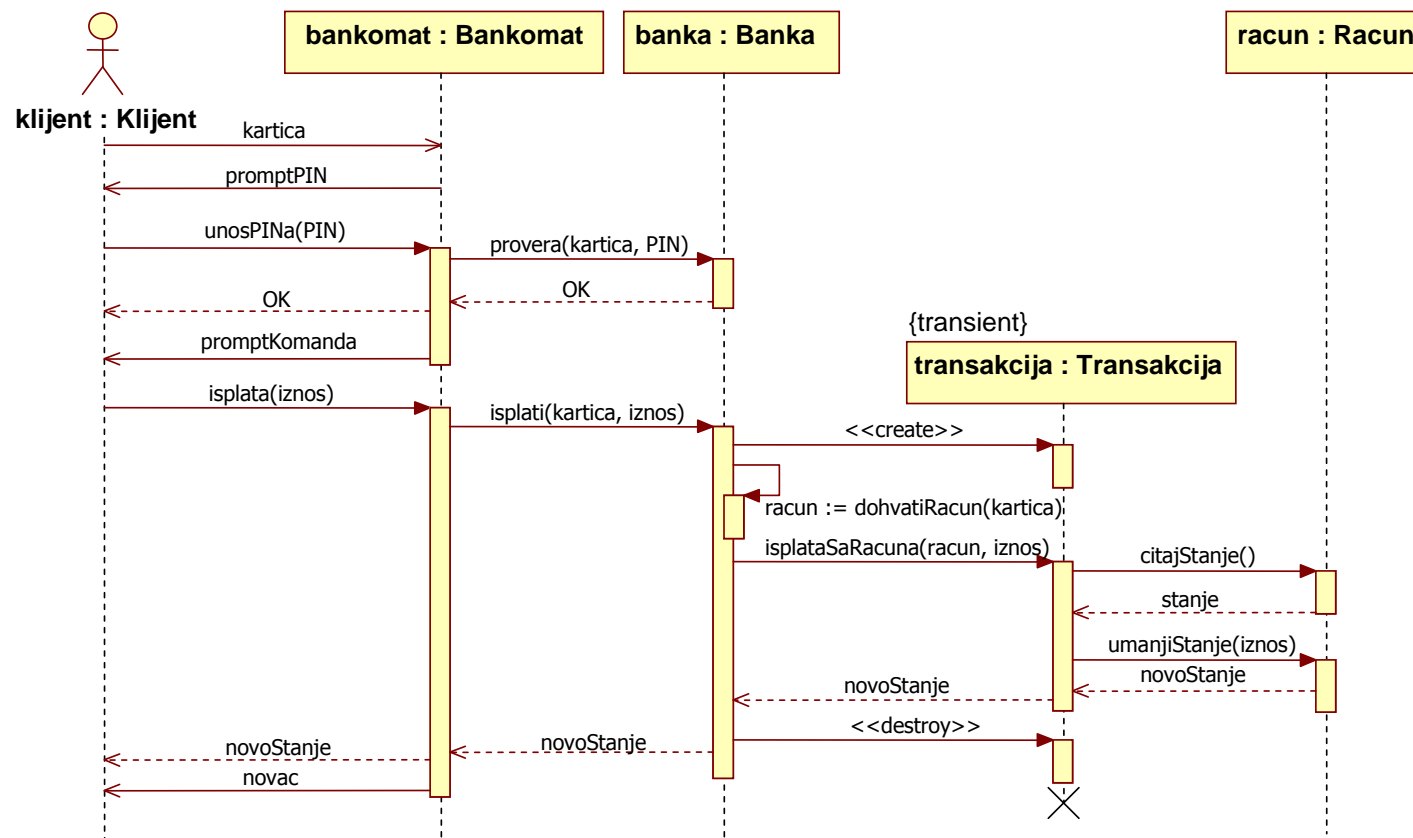 bankomat : Bankomat
banka : Banka
racun : Racun
klijent : Klijent
kartica
promptPIN
unosPINa(PIN)
provera(kartica, PIN)
OK
OK
promptKomanda
{transient}
transakcija : Transakcija
isplata(iznos)
isplati(kartica, iznos)
<<create>>
racun := dohvatiRacun(kartica)
isplataSaRacuna(racun, iznos)
citajStanje()
stanje
umanjiStanje(iznos)
novoStanje
novoStanje
<<destroy>>
novoStanje
novoStanje
novac